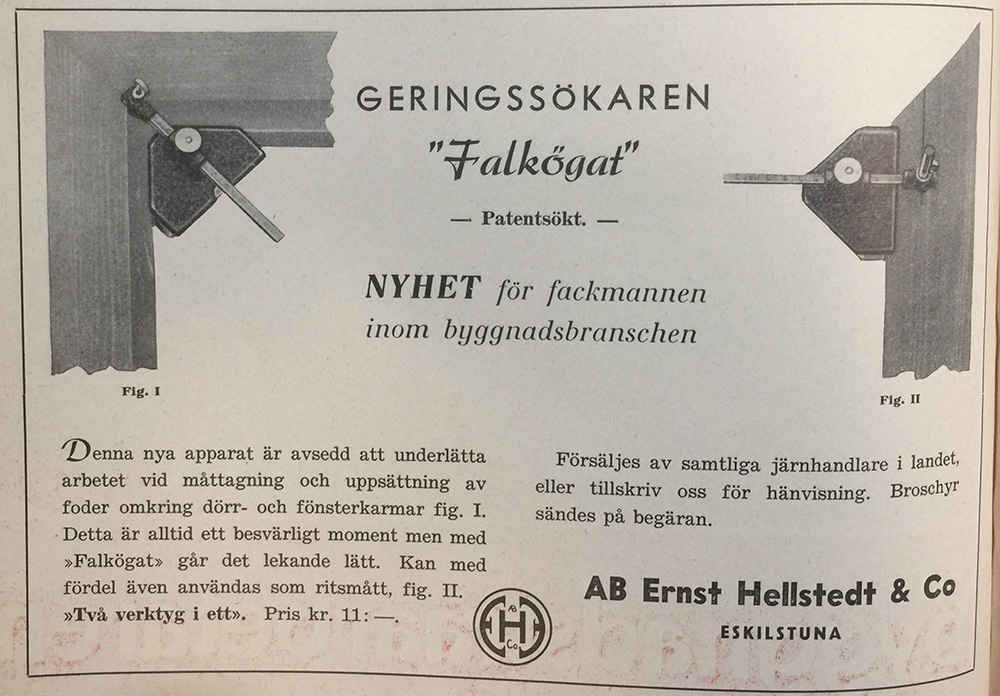 GERINGSSÖKAREN
"Falkögat"
— Patentsökt. —
NYHET för fackmannen
inom byggnadsbranschen
Fig. I
Fig. II
Denna nya apparat är avsedd att underlätta
arbetet vid måttagning och uppsättning av
foder omkring dörr- och fönsterkarmar fig. I.
Detta är alltid ett besvärligt moment men med
»Falkögat» går det lekande lätt. Kan med
fördel även användas som ritsmått, fig. II.
»Två verktyg i ett». Pris kr. 11: —.
Försäljes av samtliga järnhandlare i landet,
eller tillskriv oss för hänvisning. Broschyr
sändes på begäran.
ÆB
H
Co.
AB Ernst Hellstedt & Co
ESKILSTUNA